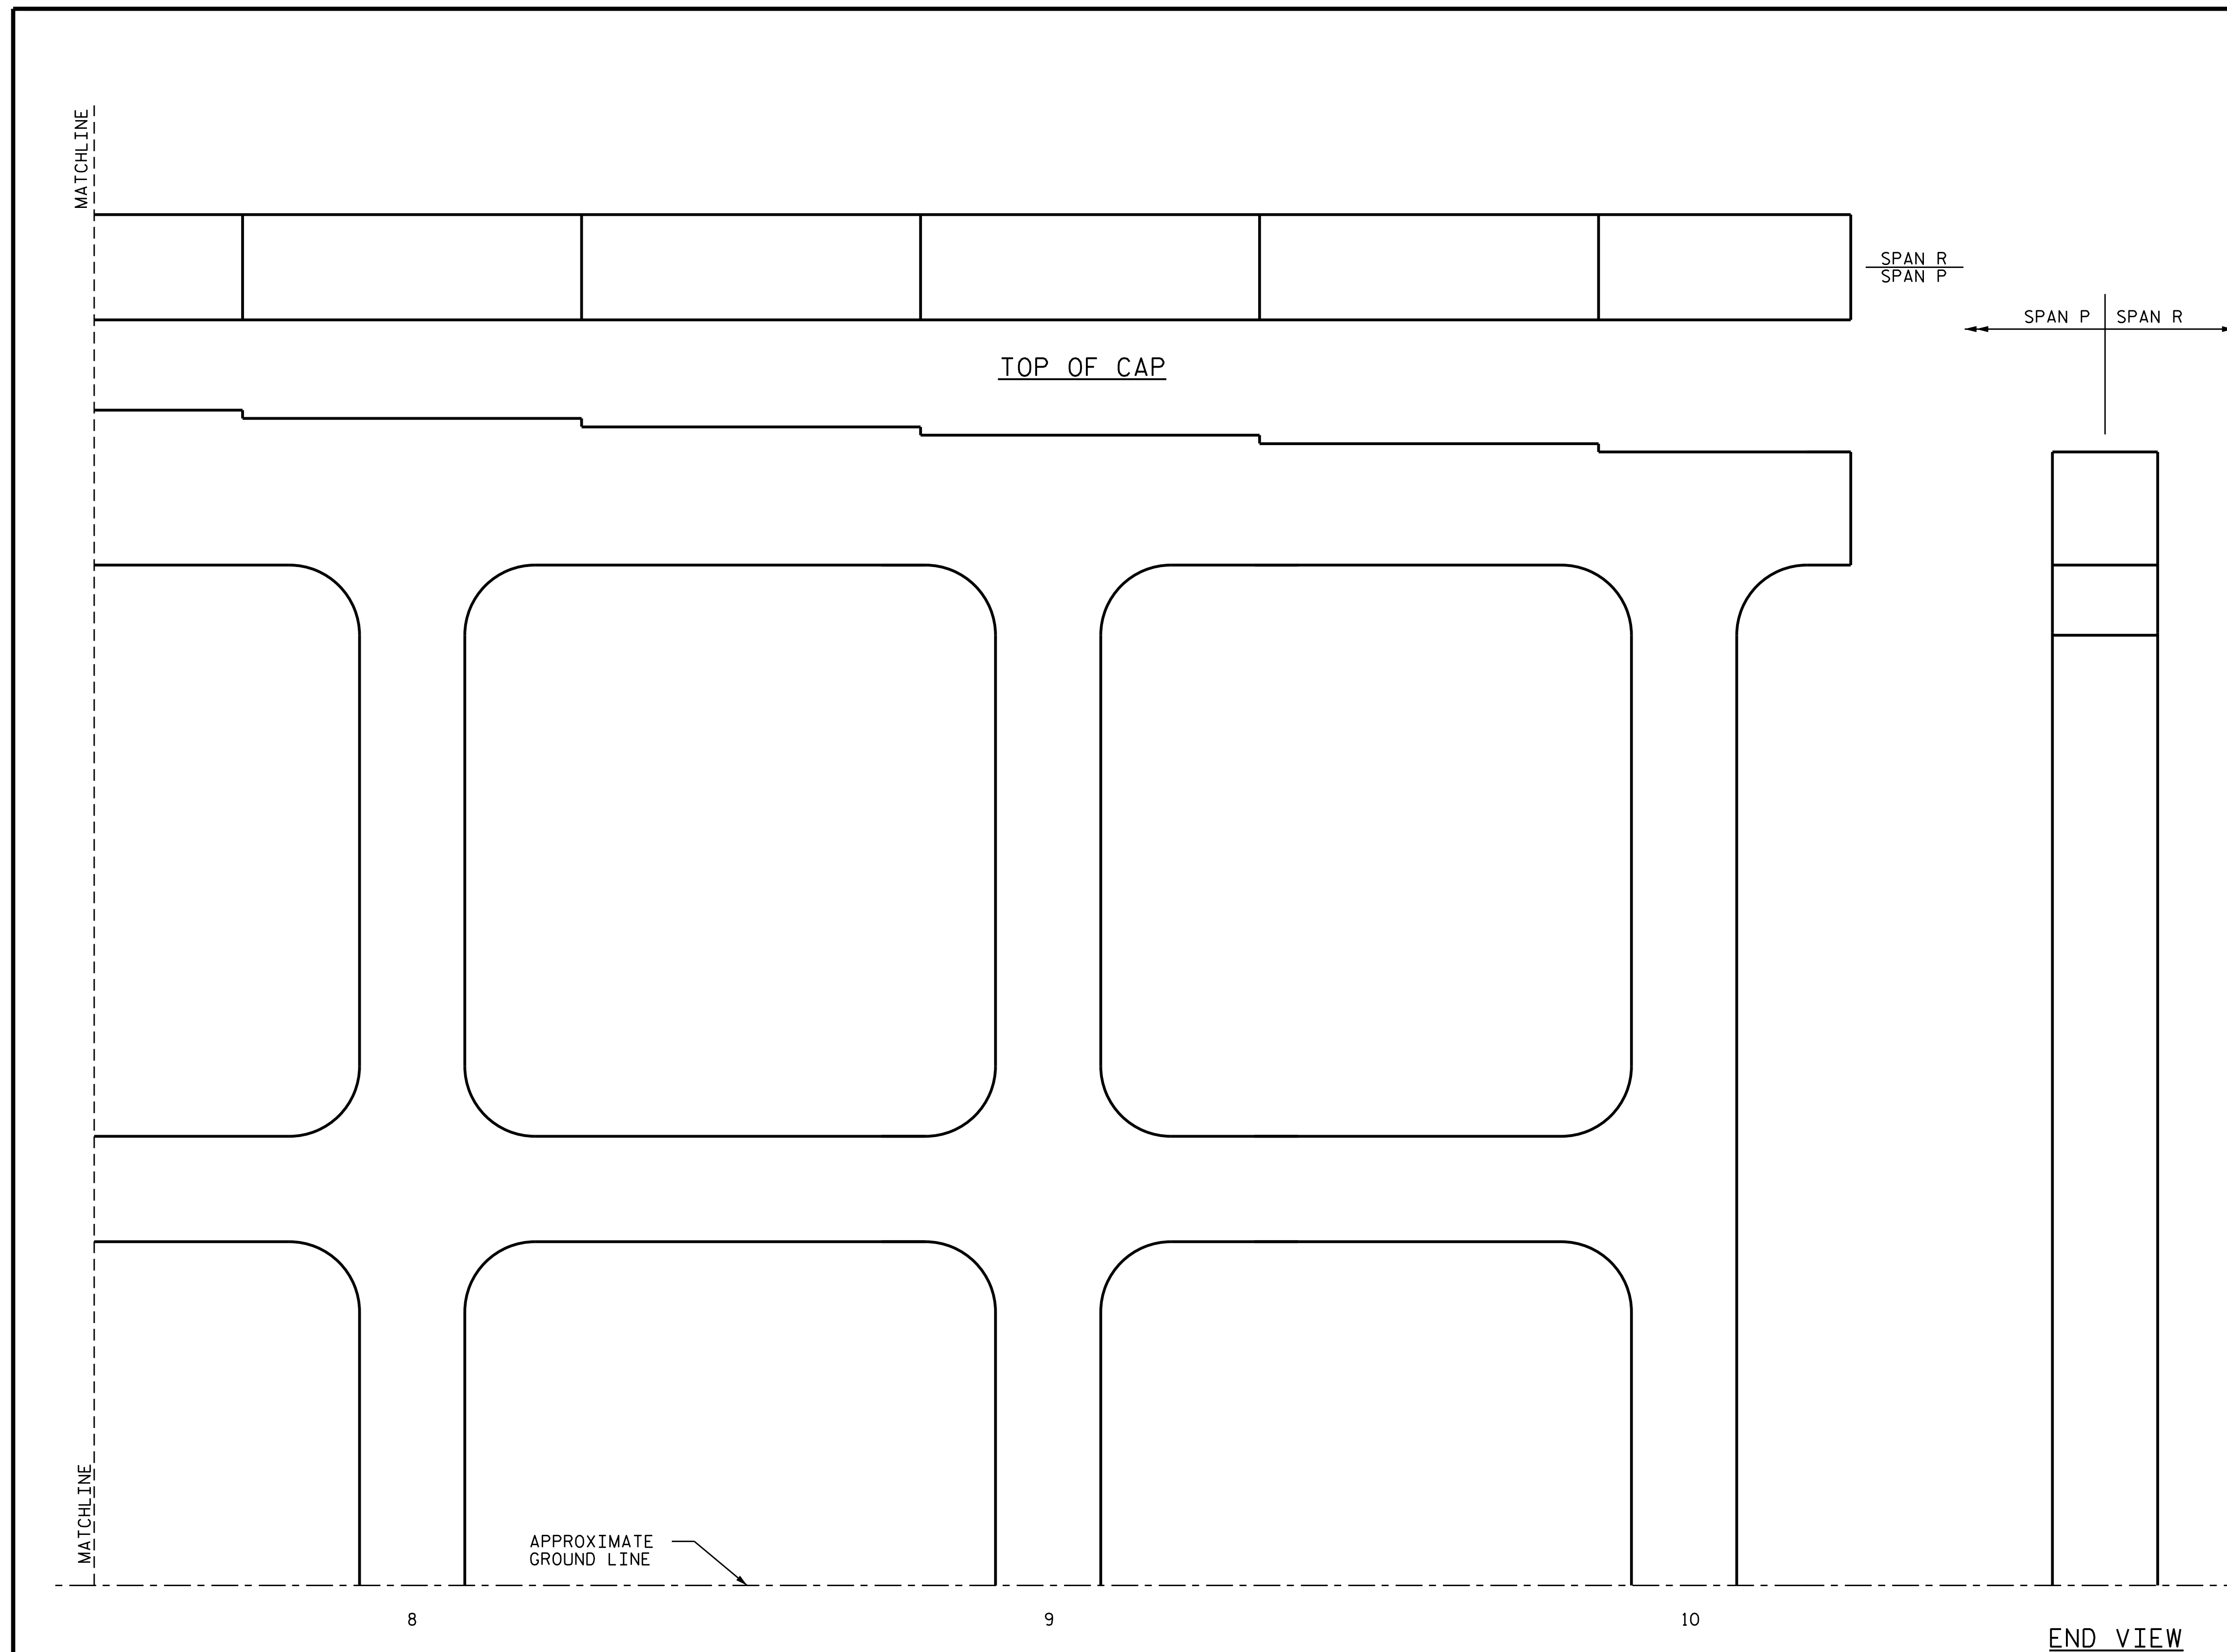 MATCHLINE
SPAN R
SPAN P
SPAN P
SPAN R
TOP OF CAP
MATCHLINE
APPROXIMATE
GROUND LINE
8
9
10
END VIEW